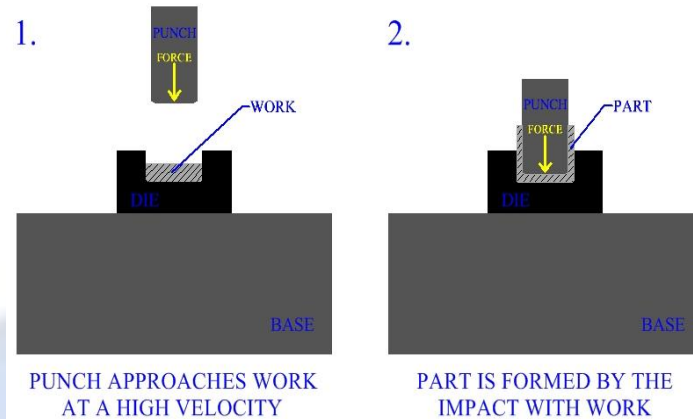 1.
PUNCH
FORCE
WORK
DIE
BASE
PUNCH APPROACHES WORK
AT A HIGH VELOCITY
2.
PUNCH
FORCE
PART
DIE
BASE
PART IS FORMED BY THE
IMPACT WITH WORK